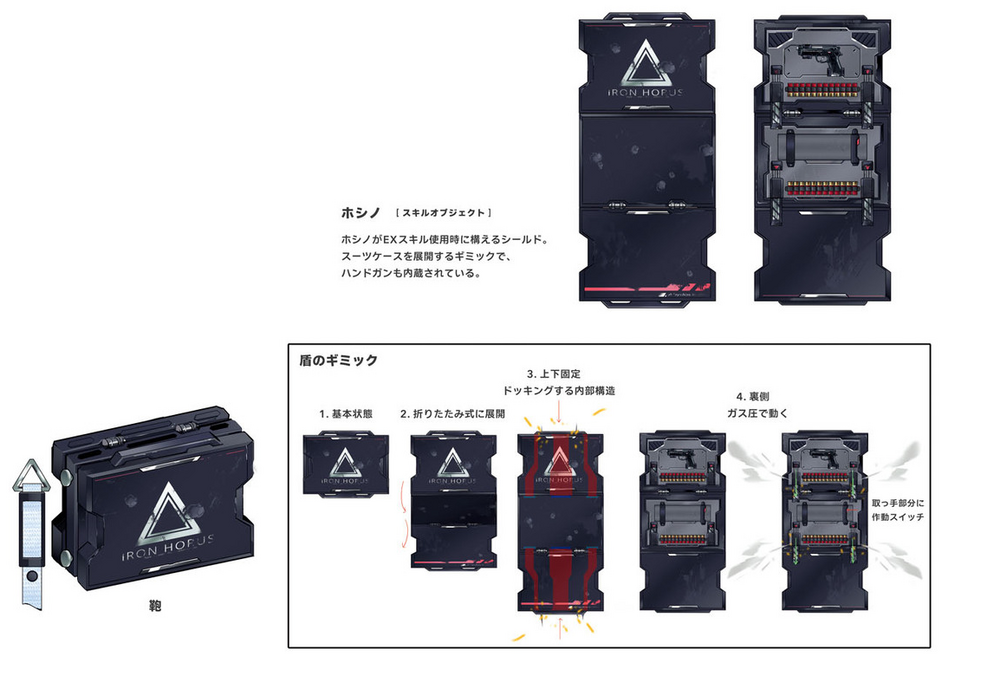 IRON_HORUS
ホシノ [スキルオブジェクト]
ホシノがEXスキル使用時に構えるシールド。
スーツケースを展開するギミックで、
ハンドガンも内蔵されている。
盾のギミック
1. 基本状態
2. 折りたたみ式に展開
3. 上下固定
ドッキングする内部構造
4. 裏側
ガス圧で動く
IRON_HORUS
IRON_HORUS
IRON_HORUS
取っ手部分に
作動スイッチ
IRON_HORUS
鞄